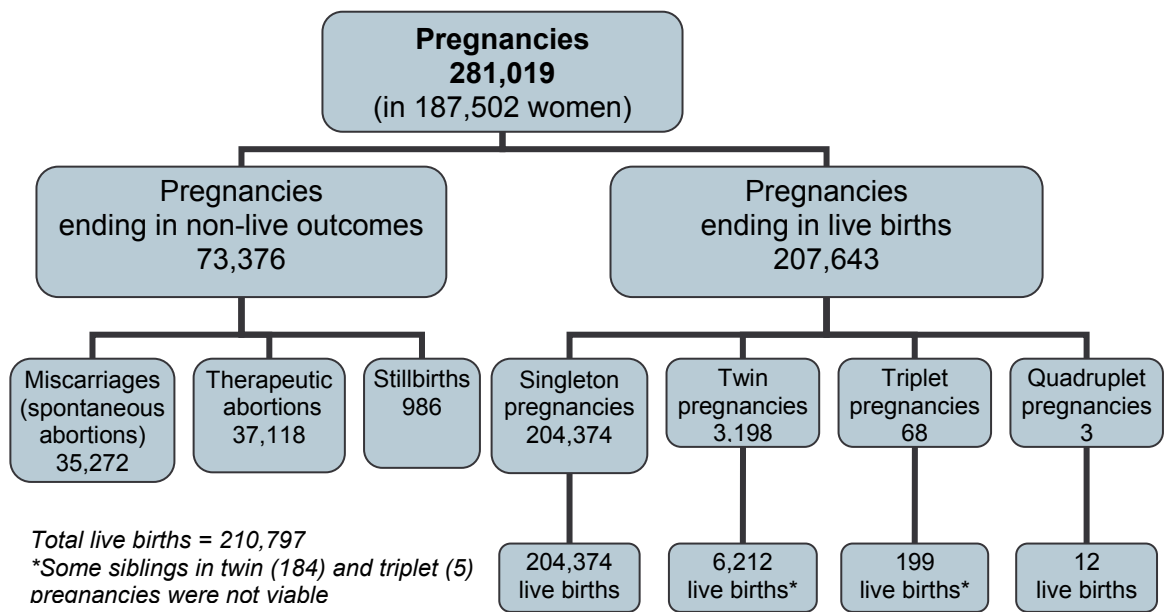 Pregnancies
281,019
(in 187,502 women)
Pregnancies
ending in non-live outcomes
73,376
Pregnancies
ending in live births
207,643
Miscarriages
(spontaneous
abortions)
35,272
Therapeutic
abortions
37,118
Stillbirths
986
Singleton
pregnancies
204,374
Twin
pregnancies
3,198
Triplet
pregnancies
68
Quadruplet
pregnancies
3
204,374
live births
6,212
live births*
199
live births*
12
live births
Total live births = 210,797
*Some siblings in twin (184) and triplet (5)
pregnancies were not viable